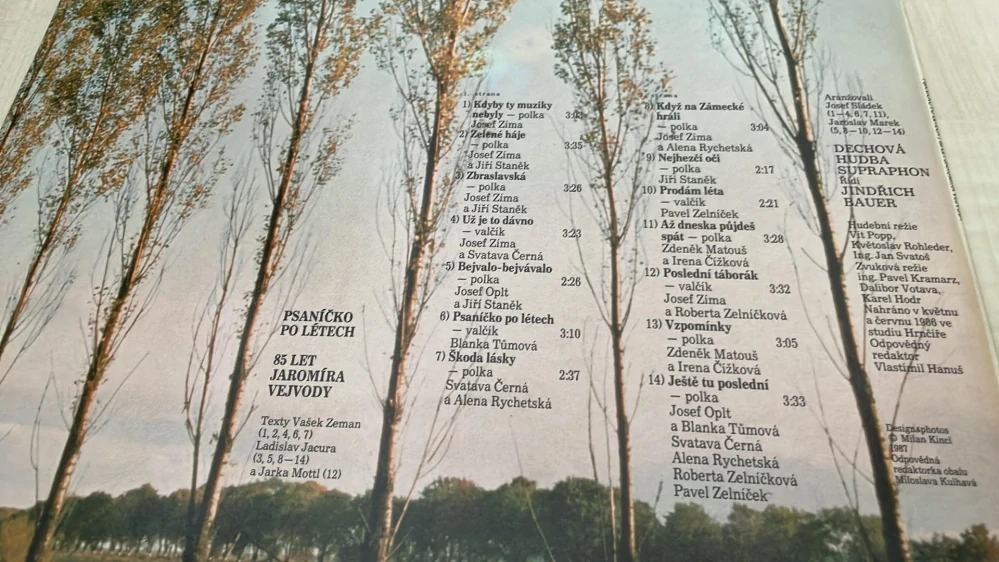 PSANÍČKO
PO LÉTECH
85 LET
JAROMÍRA
VEJVODY
Texty Vašek Zeman
(1, 2, 4, 6, 7)
Ladislav Jacura
(3, 5, 8—14)
a Jarka Mottl (12)
1. strana
1) Kdyby ty muziky
nebyly — polka 3:03
Josef Zíma
2) Zelené háje
— polka 3:35
Josef Zíma
a Jiří Staněk
3) Zbraslavská
— polka 3:26
Josef Zíma
a Jiří Staněk
4) Už je to dávno
— valčík 3:23
Josef Zíma
a Svatava Černá
5) Bejvalo-bejvávalo
— polka 2:26
Josef Oplt
a Jiří Staněk
6) Psaníčko po létech
— valčík 3:10
Blanka Tůmová
7) Škoda lásky
— polka 2:37
Svatava Černá
a Alena Rychetská
strana
8) Když na Zámecké
hráli
— polka 3:04
Josef Zíma
a Alena Rychetská
9) Nejhezčí oči
— polka 2:17
Jiří Staněk
10) Prodám léta
— valčík 2:21
Pavel Zelníček
11) Až dneska půjdeš
spát — polka 3:28
Zdeněk Matouš
a Irena Čížková
12) Poslední táborák
— valčík 3:32
Josef Zíma
a Roberta Zelníčková
13) Vzpomínky
— polka 3:05
Zdeněk Matouš
a Irena Čížková
14) Ještě tu poslední
— polka 3:33
Josef Oplt
a Blanka Tůmová
Svatava Černá
Alena Rychetská
Roberta Zelníčková
Pavel Zelníček
Aranžovali
Josef Sládek
(1—4, 6, 7, 11),
Jaroslav Marek
(5, 8—10, 12—14)
DECHOVÁ
HUDBA
SUPRAPHON
Řídí
JINDŘICH
BAUER
Hudební režie
Vít Popp,
Květoslav Rohleder,
Ing. Jan Svatoš
Zvuková režie
ing. Pavel Kramarz,
Dalibor Votava,
Karel Hodr
Nahráno v květnu
a červnu 1986 ve
studiu Hrnčíře
Odpovědný
redaktor
Vlastimil Hanuš
Design&photos
© Milan Kincl
1987
Odpovědná
redaktorka obalu
Miloslava Kulhavá